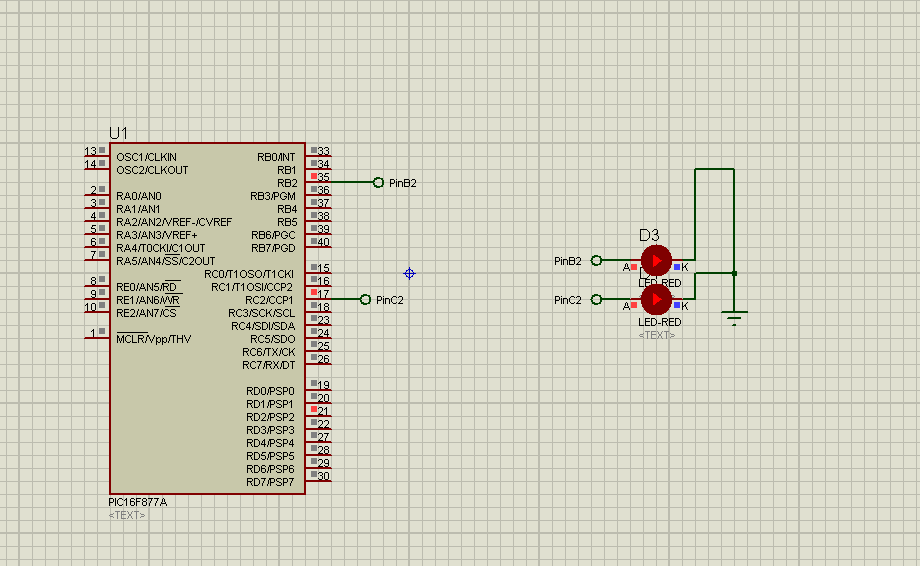 U1
13 OSC1/CLKIN RB0/INT 33
14 OSC2/CLKOUT RB1 34
RB2 35 PinB2
2 RA0/AN0 RB3/PGM 36
3 RA1/AN1 RB4 37
4 RA2/AN2/VREF-/CVREF RB5 38
5 RA3/AN3/VREF+ RB6/PGC 39
6 RA4/T0CKI/C1OUT RB7/PGD 40
7 RA5/AN4/SS/C2OUT
RC0/T1OSO/T1CKI 15
8 RE0/AN5/RD RC1/T1OSI/CCP2 16
9 RE1/AN6/WR RC2/CCP1 17 PinC2
10 RE2/AN7/CS RC3/SCK/SCL 18
RC4/SDI/SDA 23
1 MCLR/Vpp/THV RC5/SDO 24
RC6/TX/CK 25
RC7/RX/DT 26
RD0/PSP0 19
RD1/PSP1 20
RD2/PSP2 21
RD3/PSP3 22
RD4/PSP4 27
RD5/PSP5 28
RD6/PSP6 29
RD7/PSP7 30
PIC16F877A
<TEXT>
D3
PinB2 A K
LED-RED
PinC2 A K
LED-RED
<TEXT>